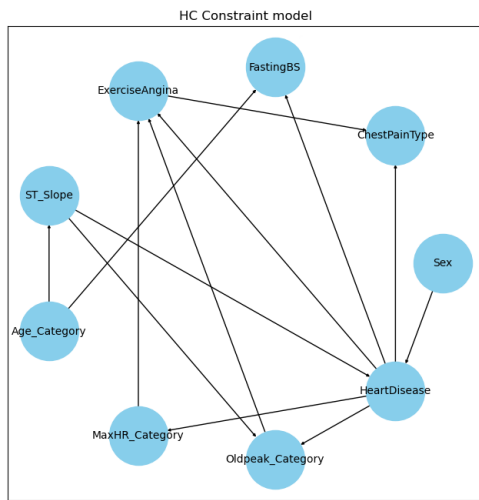 HC Constraint model
FastingBS
ExerciseAngina
ChestPainType
ST_Slope
Sex
Age_Category
HeartDisease
MaxHR_Category
Oldpeak_Category